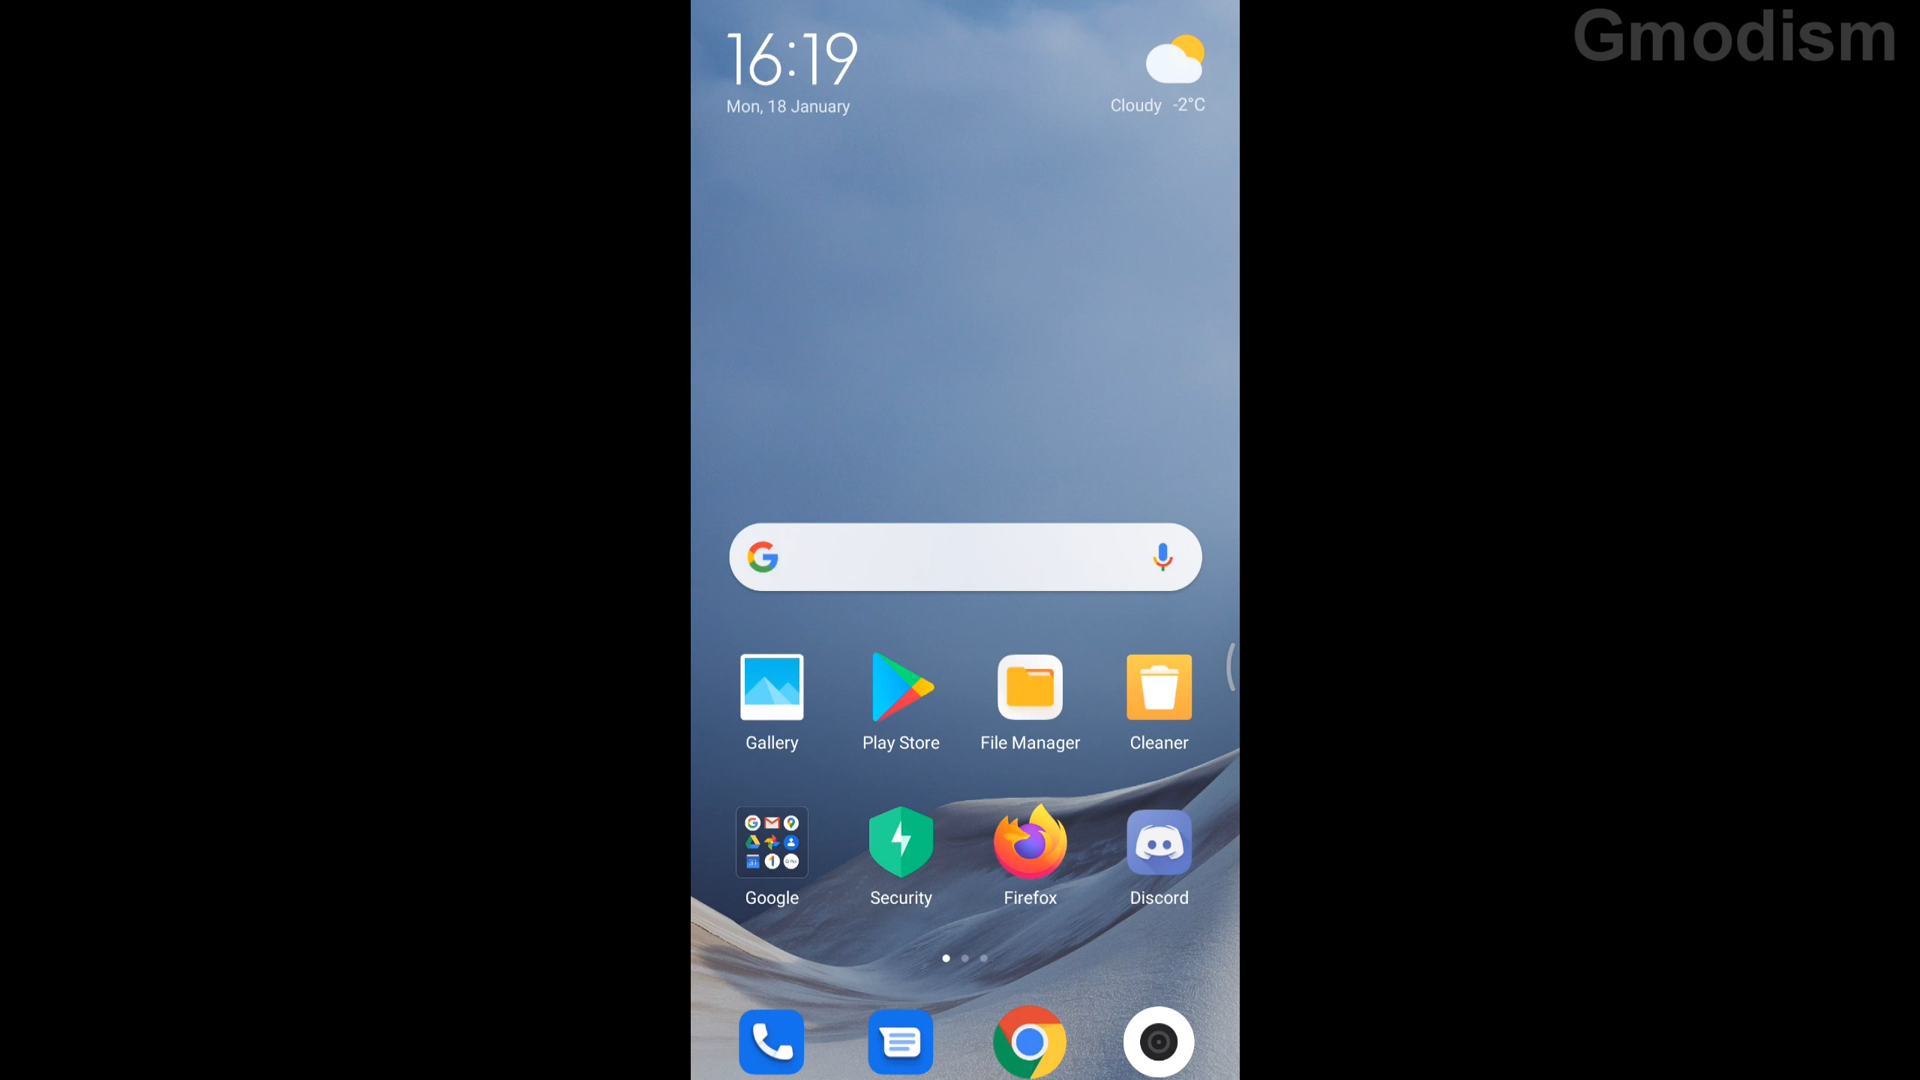 Gmodism
16:19
Mon, 18 January
Cloudy -2°C
Gallery
Play Store
File Manager
Cleaner
Google
Security
Firefox
Discord